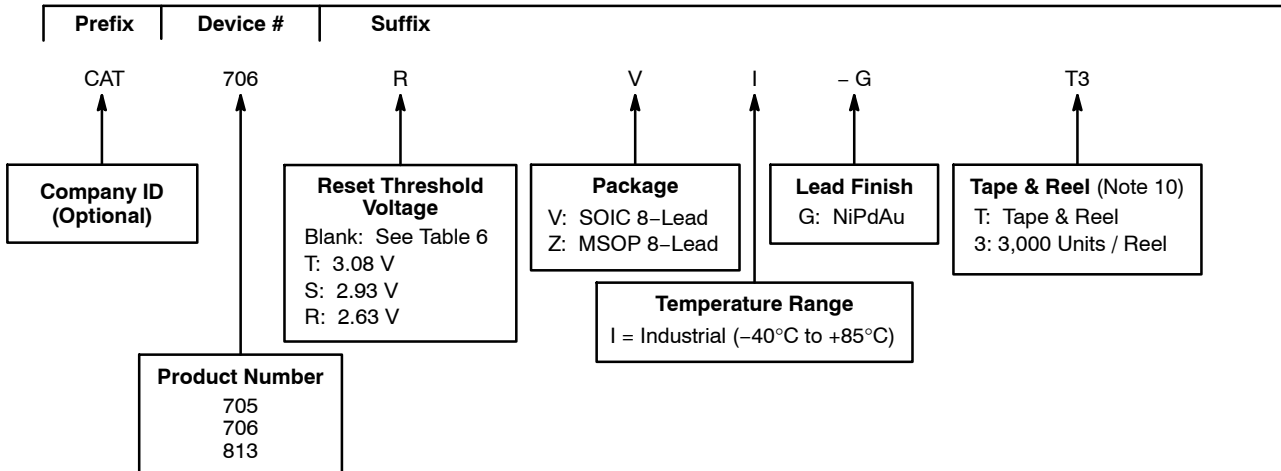 Prefix Device # Suffix
CAT 706 R V I – G T3
Company ID
(Optional)
Reset Threshold
Voltage
Blank: See Table 6
T: 3.08 V
S: 2.93 V
R: 2.63 V
Package
V: SOIC 8–Lead
Z: MSOP 8–Lead
Lead Finish
G: NiPdAu
Tape & Reel (Note 10)
T: Tape & Reel
3: 3,000 Units / Reel
Temperature Range
I = Industrial (–40°C to +85°C)
Product Number
705
706
813